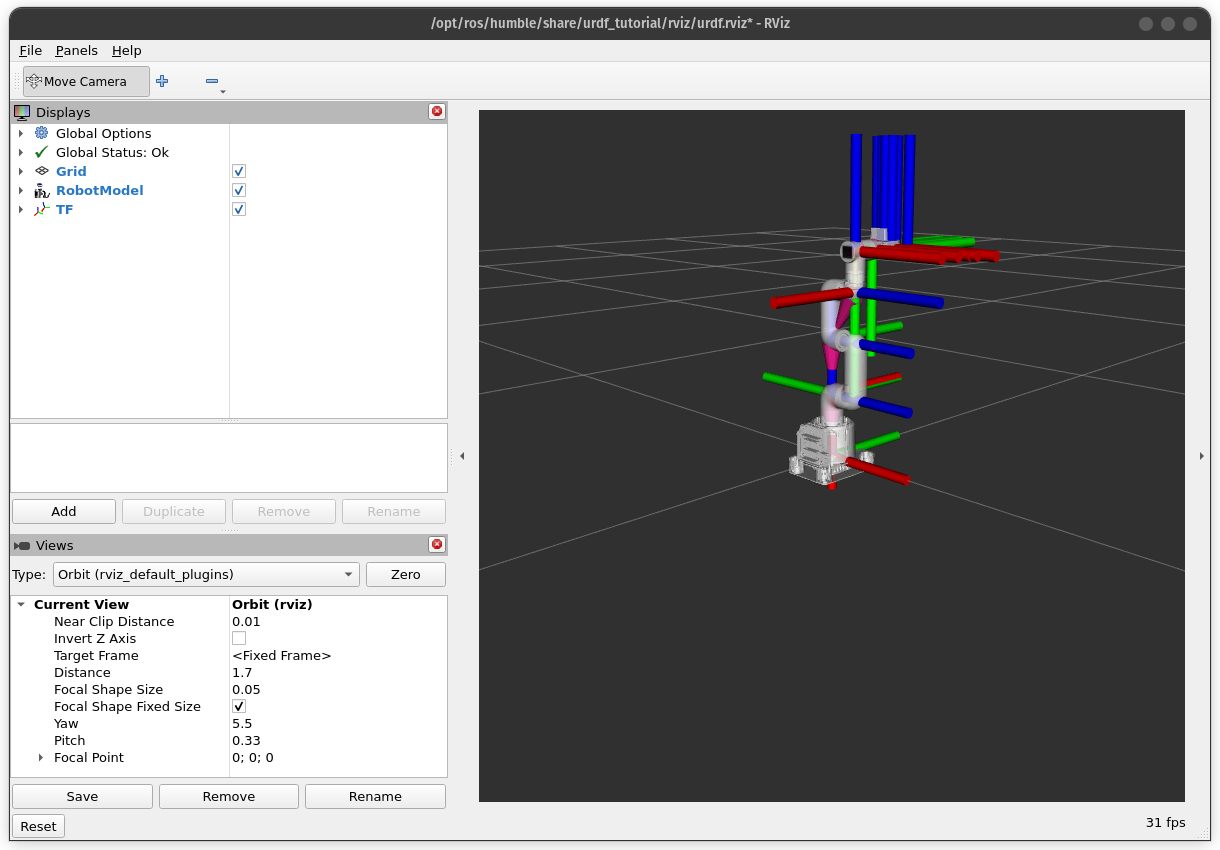 /opt/ros/humble/share/urdf_tutorial/rviz/urdf.rviz* - RViz
File Panels Help
Move Camera
Displays
Global Options
Global Status: Ok
Grid
RobotModel
TF
Add Duplicate Remove Rename
Views
Type: Orbit (rviz_default_plugins) Zero
Current View Orbit (rviz)
Near Clip Distance 0.01
Invert Z Axis
Target Frame <Fixed Frame>
Distance 1.7
Focal Shape Size 0.05
Focal Shape Fixed Size
Yaw 5.5
Pitch 0.33
Focal Point 0; 0; 0
Save Remove Rename
Reset
31 fps